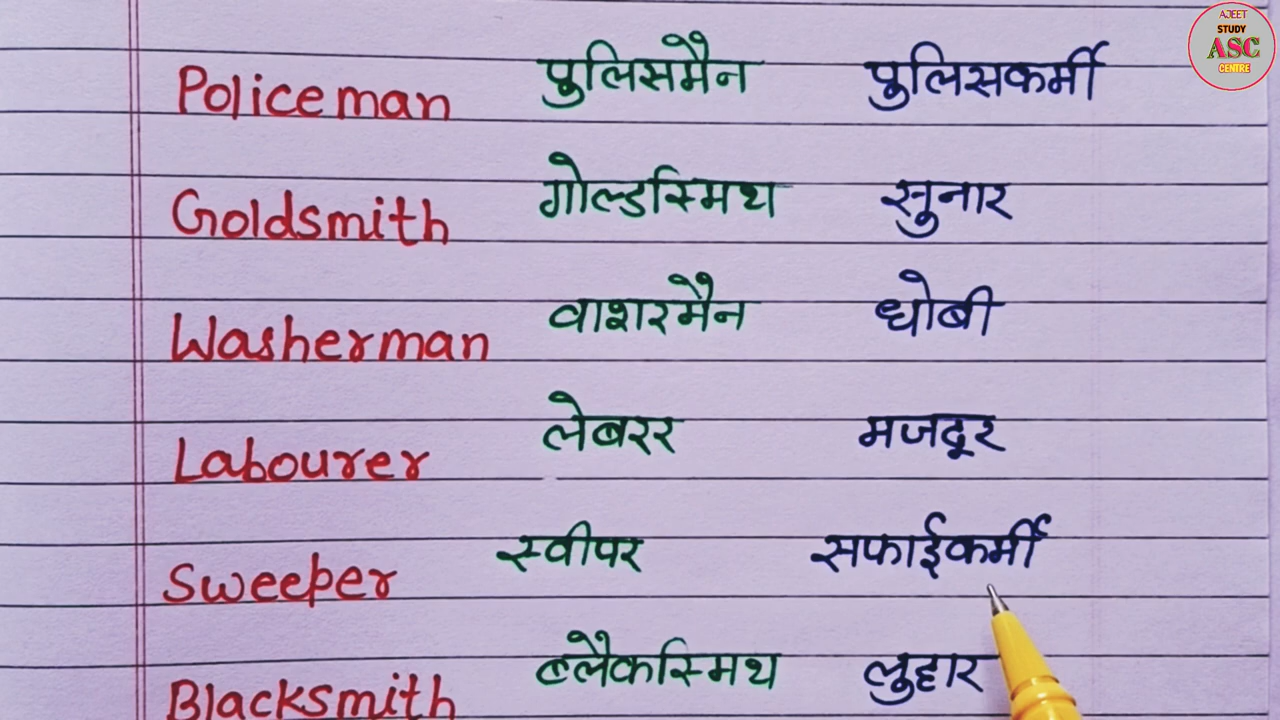 AJEET
STUDY
ASC
CENTRE
Policeman पुलिसमैन पुलिसकर्मी
Goldsmith गोल्डस्मिथ सुनार
Washerman वाशरमैन धोबी
Labourer लेबरर मजदूर
Sweeper स्वीपर सफाईकर्मी
Blacksmith ब्लैकस्मिथ लुहार